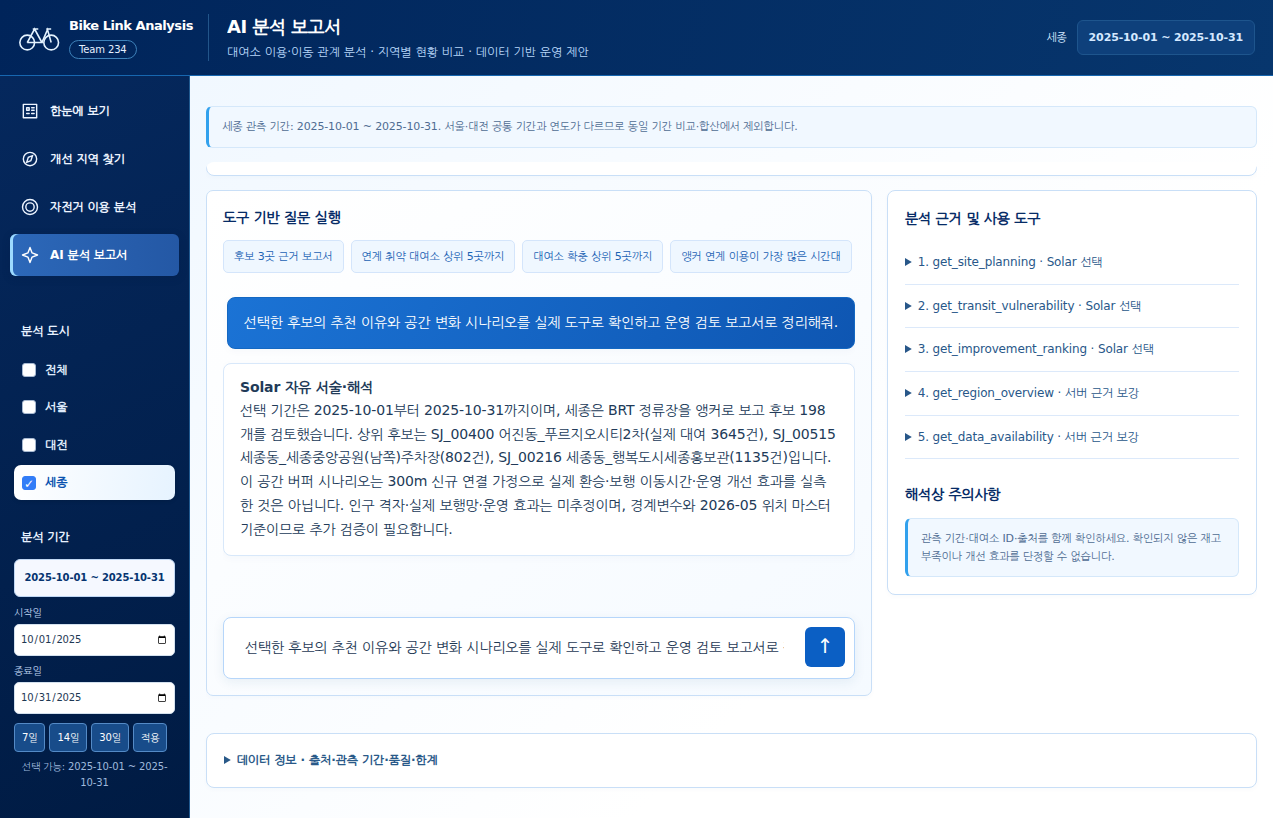 Bike Link Analysis
Team 234
AI 분석 보고서
대여소 이용·이동 관계 분석 · 지역별 현황 비교 · 데이터 기반 운영 제안
세종
2025-10-01 ~ 2025-10-31
한눈에 보기
개선 지역 찾기
자전거 이용 분석
AI 분석 보고서
분석 도시
전체
서울
대전
세종
분석 기간
2025-10-01 ~ 2025-10-31
시작일
10/01/2025
종료일
10/31/2025
7일
14일
30일
적용
선택 가능: 2025-10-01 ~ 2025-
10-31
세종 관측 기간: 2025-10-01 ~ 2025-10-31. 서울·대전 공통 기간과 연도가 다르므로 동일 기간 비교·합산에서 제외합니다.
도구 기반 질문 실행
후보 3곳 근거 보고서
연계 취약 대여소 상위 5곳까지
대여소 확충 상위 5곳까지
앵커 연계 이용이 가장 많은 시간대
선택한 후보의 추천 이유와 공간 변화 시나리오를 실제 도구로 확인하고 운영 검토 보고서로 정리해줘.
Solar 자유 서술·해석
선택 기간은 2025-10-01부터 2025-10-31까지이며, 세종은 BRT 정류장을 앵커로 보고 후보 198
개를 검토했습니다. 상위 후보는 SJ_00400 어진동_푸르지오시티2차(실제 대여 3645건), SJ_00515
세종동_세종중앙공원(남쪽)주차장(802건), SJ_00216 세종동_행복도시세종홍보관(1135건)입니다.
이 공간 버퍼 시나리오는 300m 신규 연결 가정으로 실제 환승·보행 이동시간·운영 개선 효과를 실측
한 것은 아닙니다. 인구 격자·실제 보행망·운영 효과는 미추정이며, 경계변수와 2026-05 위치 마스터
기준이므로 추가 검증이 필요합니다.
선택한 후보의 추천 이유와 공간 변화 시나리오를 실제 도구로 확인하고 운영 검토 보고서로
↑
분석 근거 및 사용 도구
1. get_site_planning · Solar 선택
2. get_transit_vulnerability · Solar 선택
3. get_improvement_ranking · Solar 선택
4. get_region_overview · 서버 근거 보강
5. get_data_availability · 서버 근거 보강
해석상 주의사항
관측 기간·대여소 ID·출처를 함께 확인하세요. 확인되지 않은 재고
부족이나 개선 효과를 단정할 수 없습니다.
데이터 정보 · 출처·관측 기간·품질·한계